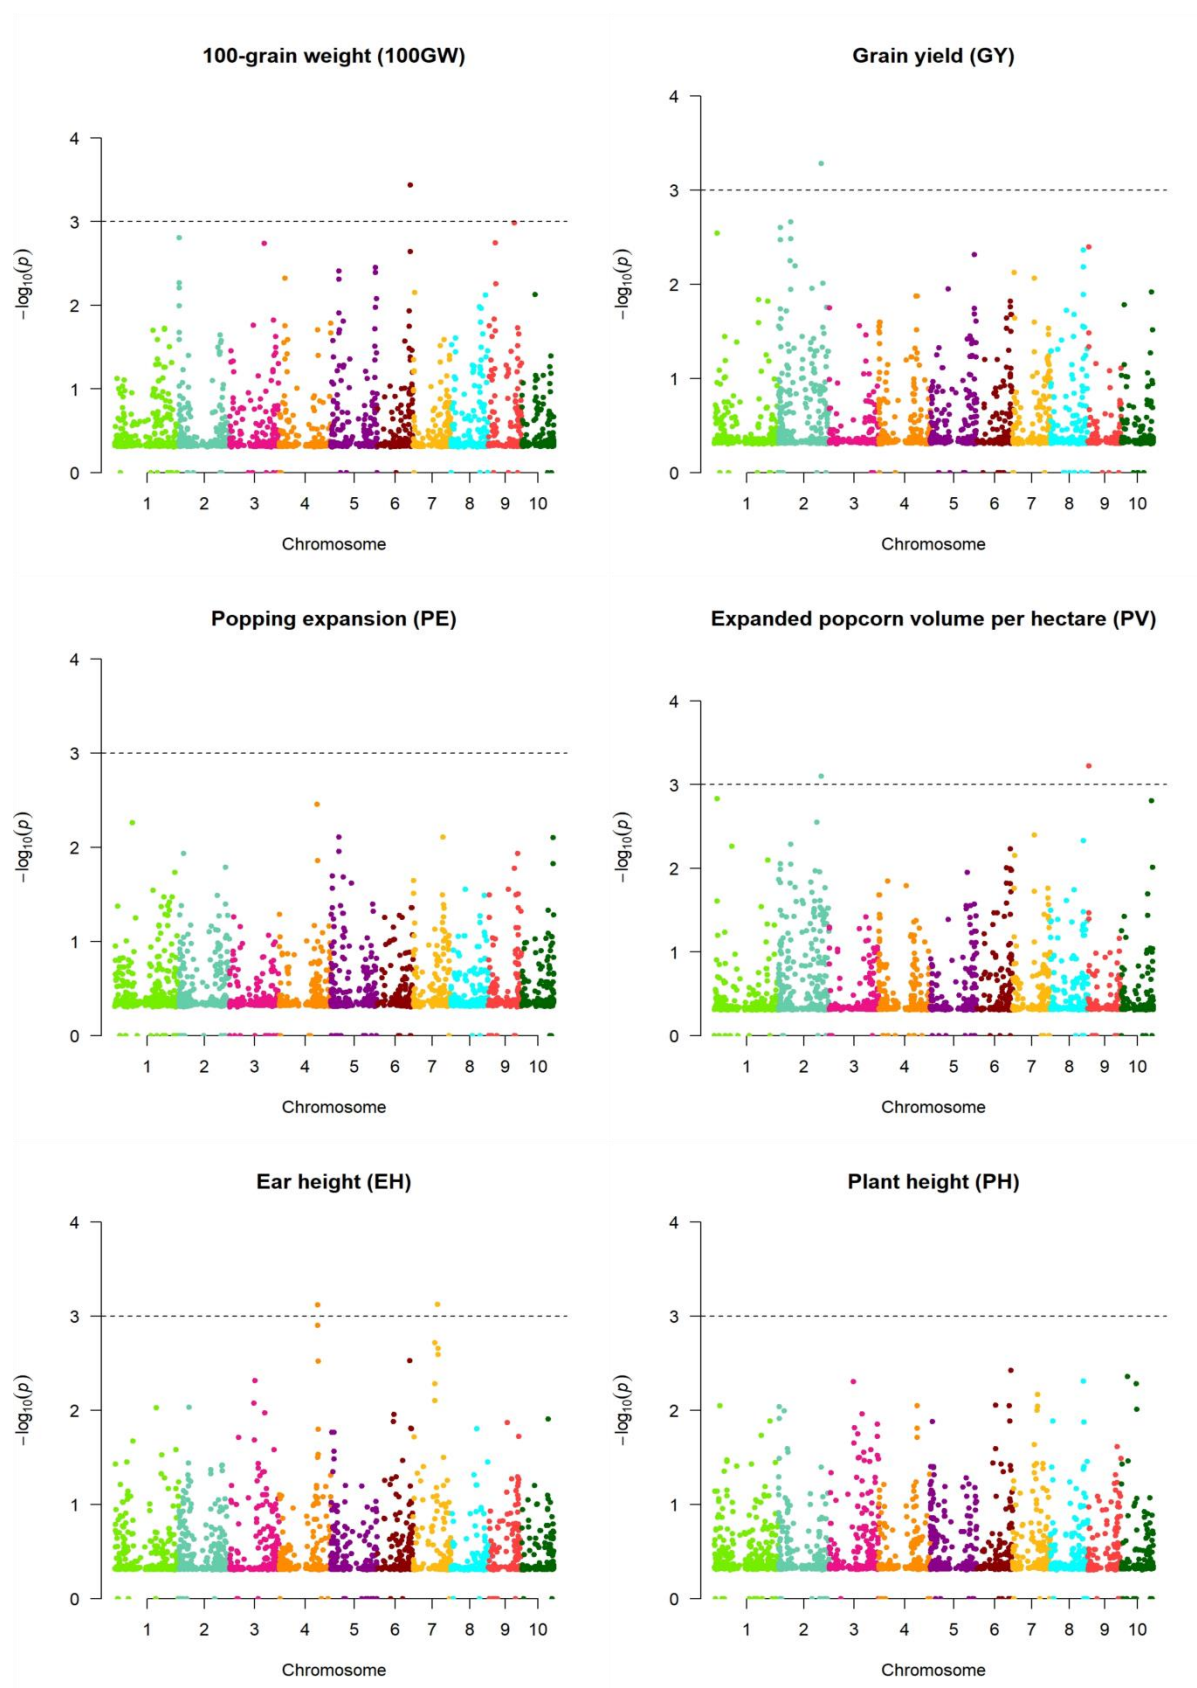 100-grain weight (100GW)
4
3
2
1
0
−log10(p)
1 2 3 4 5 6 7 8 9 10
Chromosome
Grain yield (GY)
4
3
2
1
0
−log10(p)
1 2 3 4 5 6 7 8 9 10
Chromosome
Popping expansion (PE)
4
3
2
1
0
−log10(p)
1 2 3 4 5 6 7 8 9 10
Chromosome
Expanded popcorn volume per hectare (PV)
4
3
2
1
0
−log10(p)
1 2 3 4 5 6 7 8 9 10
Chromosome
Ear height (EH)
4
3
2
1
0
−log10(p)
1 2 3 4 5 6 7 8 9 10
Chromosome
Plant height (PH)
4
3
2
1
0
−log10(p)
1 2 3 4 5 6 7 8 9 10
Chromosome